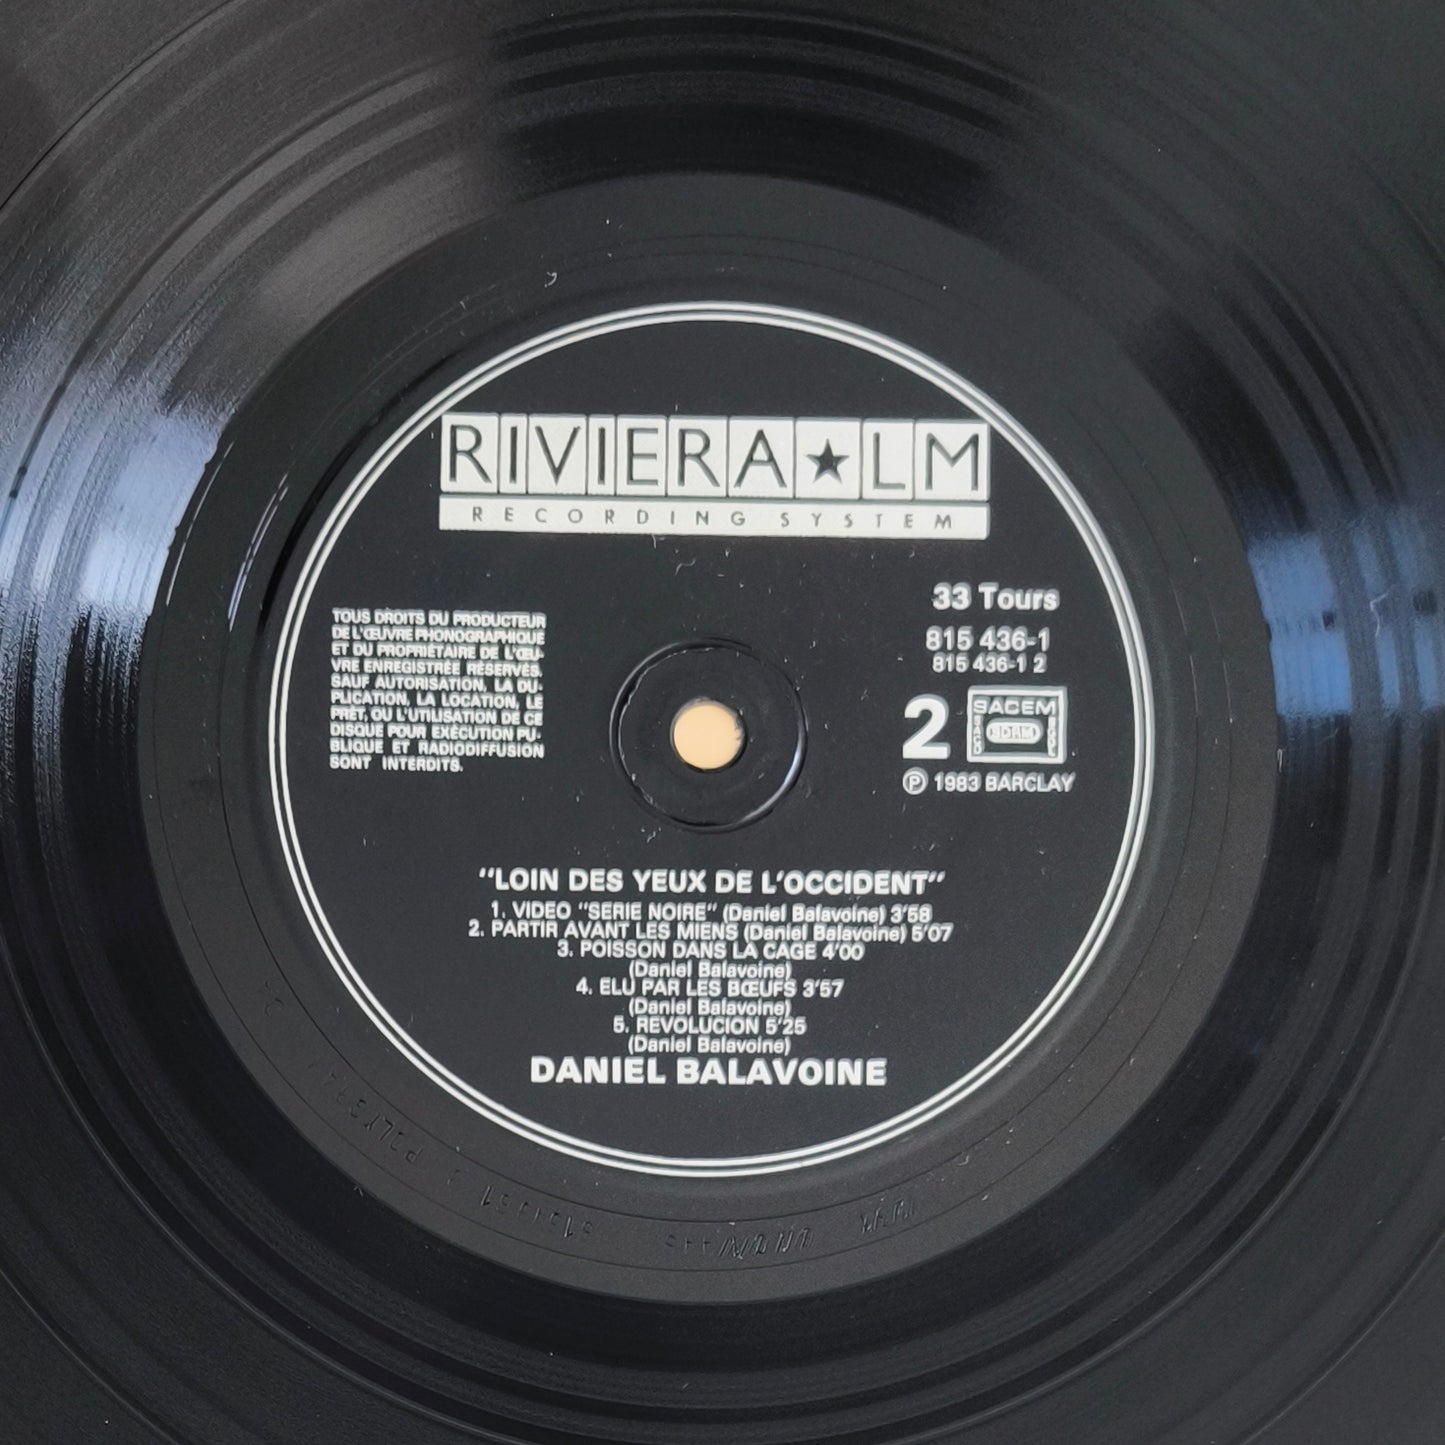 RIVIERA★LM
RECORDING SYSTEM
33 Tours
815 436-1
815 436-1 2
TOUS DROITS DU PRODUCTEUR
DE L'ŒUVRE PHONOGRAPHIQUE
ET DU PROPRIÉTAIRE DE L'ŒU-
VRE ENREGISTRÉE RÉSERVÉS.
SAUF AUTORISATION, LA DU-
PLICATION, LA LOCATION, LE
PRÊT, OU L'UTILISATION DE CE
DISQUE POUR EXÉCUTION PU-
BLIQUE ET RADIODIFFUSION
SONT INTERDITS.
2
SACEM
SDRM
Ⓟ 1983 BARCLAY
"LOIN DES YEUX DE L'OCCIDENT"
1. VIDEO "SERIE NOIRE" (Daniel Balavoine) 3'58
2. PARTIR AVANT LES MIENS (Daniel Balavoine) 5'07
3. POISSON DANS LA CAGE 4'00
(Daniel Balavoine)
4. ELU PAR LES BŒUFS 3'57
(Daniel Balavoine)
5. REVOLUCION 5'25
(Daniel Balavoine)
DANIEL BALAVOINE